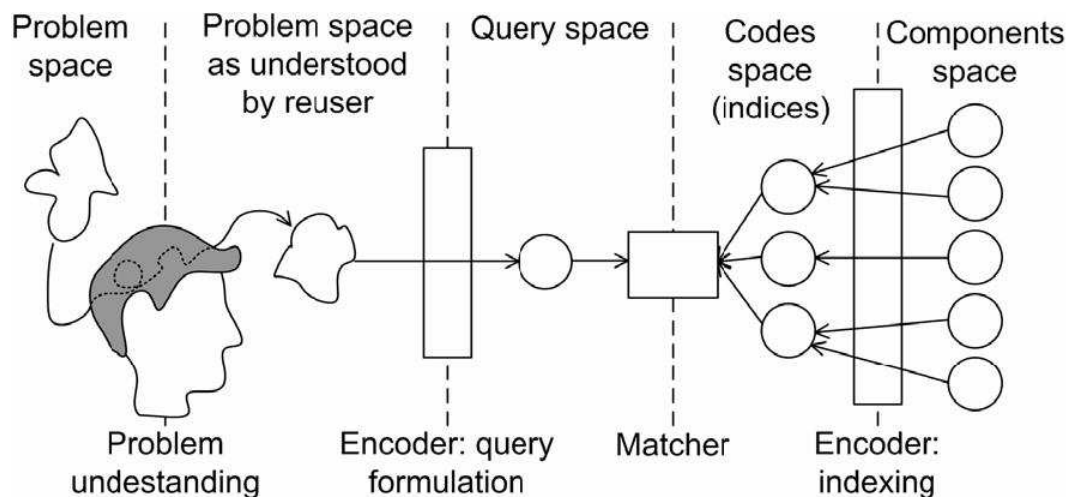 Problem
space
Problem space
as understood
by reuser
Query space
Codes
space
(indices)
Components
space
Problem
undestanding
Encoder: query
formulation
Matcher
Encoder:
indexing